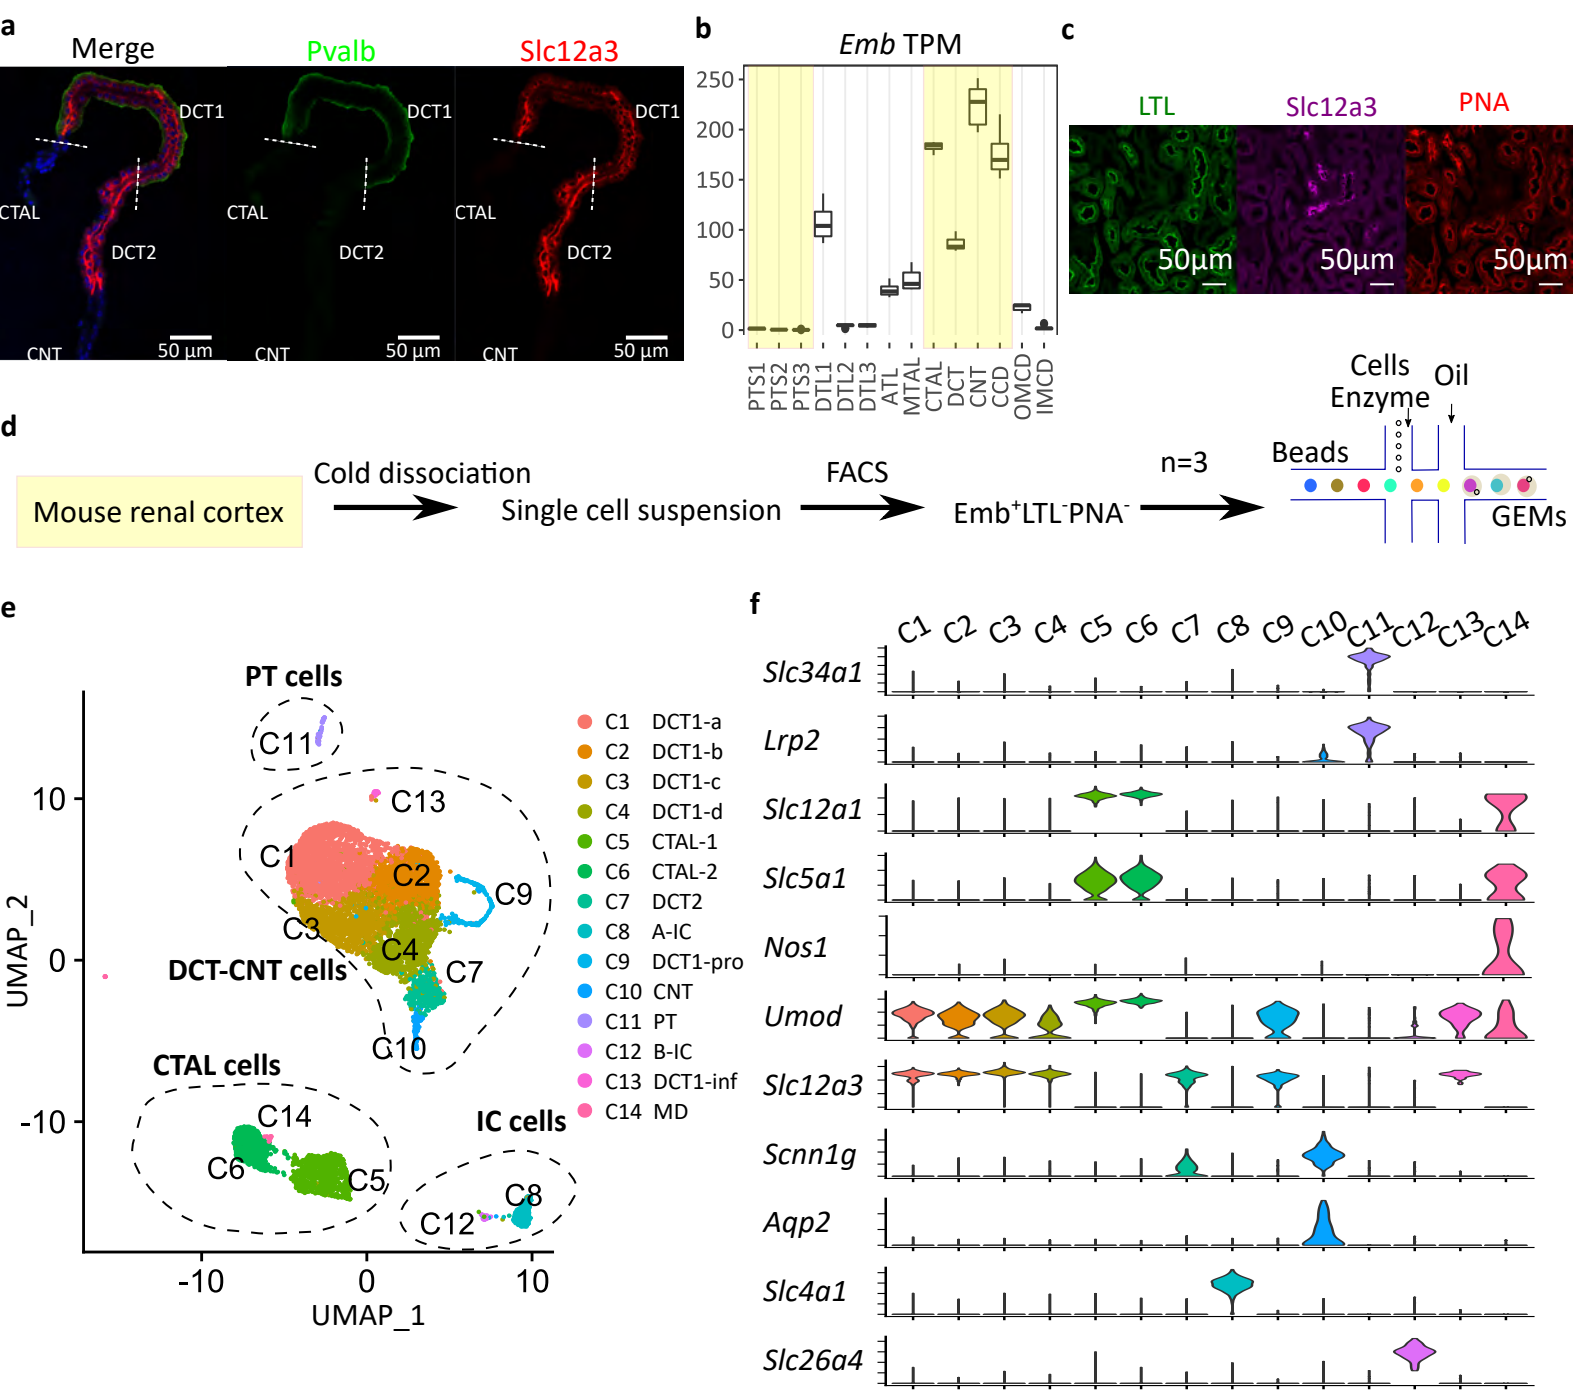 a
Merge
Pvalb
Slc12a3
DCT1
DCT1
DCT1
CTAL
CTAL
CTAL
DCT2
DCT2
DCT2
CNT
CNT
CNT
50 µm
50 µm
50 µm
b
Emb TPM
250
200
150
100
50
0
PTS1
PTS2
PTS3
DTL1
DTL2
DTL3
ATL
MTAL
CTAL
DCT
CNT
CCD
OMCD
IMCD
c
LTL
Slc12a3
PNA
50µm
50µm
50µm
d
Mouse renal cortex
Cold dissociation
Single cell suspension
FACS
Emb⁺LTL⁻PNA⁻
n=3
Cells
Enzyme
Oil
Beads
GEMs
e
PT cells
C11
C13
C1
C2
C9
C3
C4
DCT-CNT cells
C7
C10
CTAL cells
C14
C6
C5
IC cells
C8
C12
10
0
-10
UMAP_2
-10
0
10
UMAP_1
C1 DCT1-a
C2 DCT1-b
C3 DCT1-c
C4 DCT1-d
C5 CTAL-1
C6 CTAL-2
C7 DCT2
C8 A-IC
C9 DCT1-pro
C10 CNT
C11 PT
C12 B-IC
C13 DCT1-inf
C14 MD
f
C1 C2 C3 C4 C5 C6 C7 C8 C9 C10 C11 C12 C13 C14
Slc34a1
Lrp2
Slc12a1
Slc5a1
Nos1
Umod
Slc12a3
Scnn1g
Aqp2
Slc4a1
Slc26a4